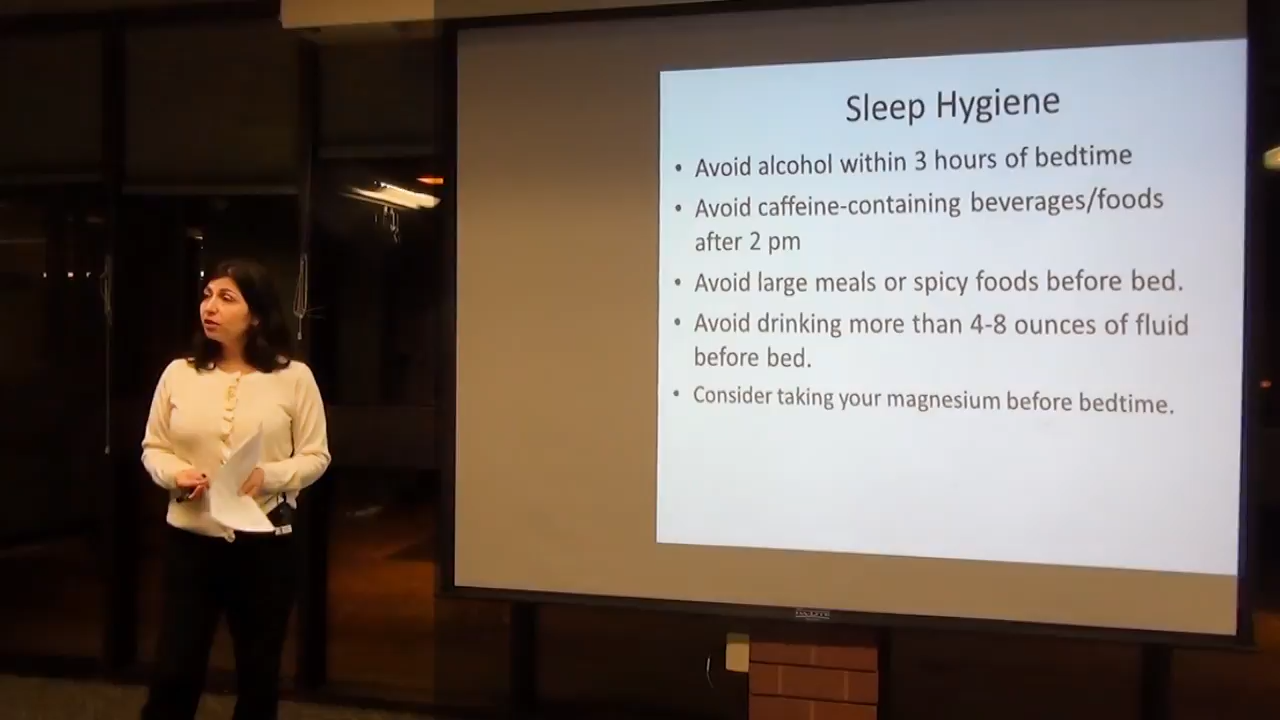 Sleep Hygiene
• Avoid alcohol within 3 hours of bedtime
• Avoid caffeine-containing beverages/foods
after 2 pm
• Avoid large meals or spicy foods before bed.
• Avoid drinking more than 4-8 ounces of fluid
before bed.
• Consider taking your magnesium before bedtime.